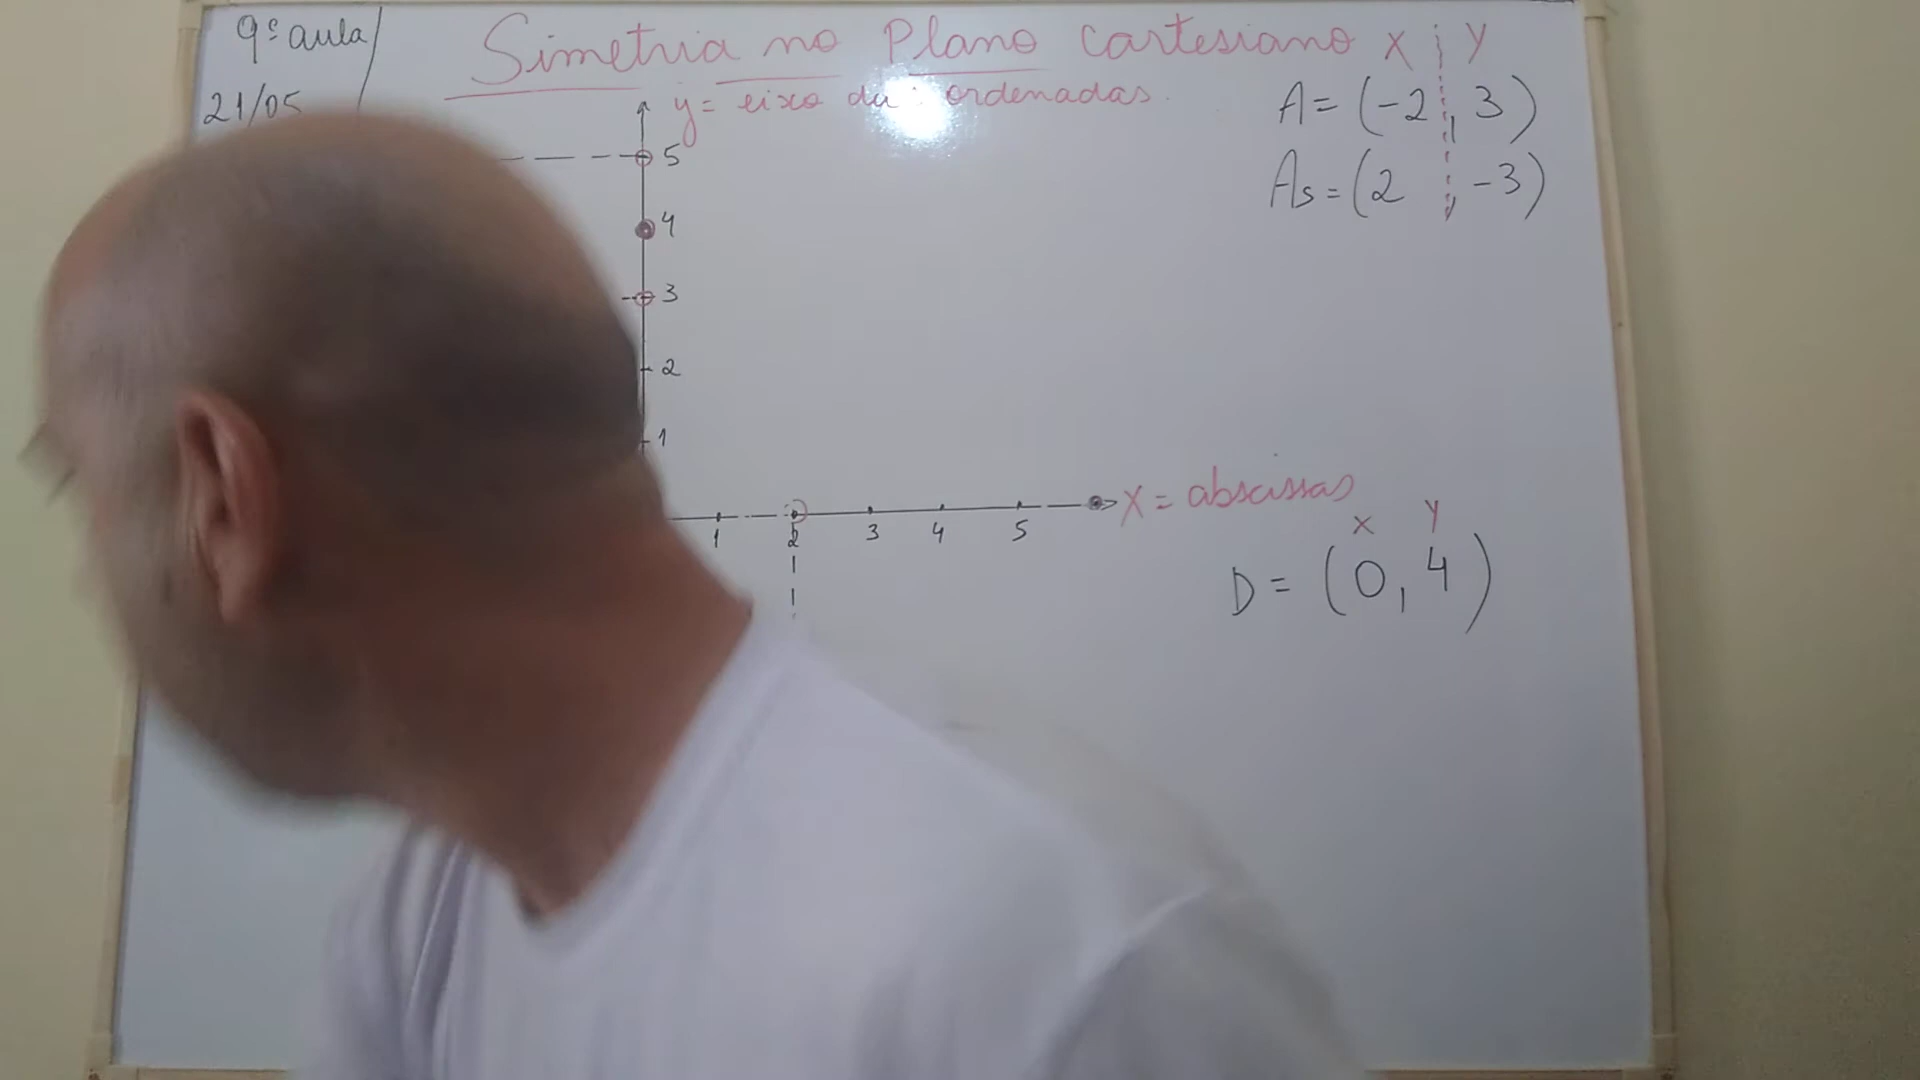 9ª aula
21/05
Simetria no Plano Cartesiano X ; Y
y = eixo das ordenadas.
A = (-2, 3)
As = (2, -3)
5
4
3
2
1
1 2 3 4 5
X = abscissas
X Y
D = (0, 4)